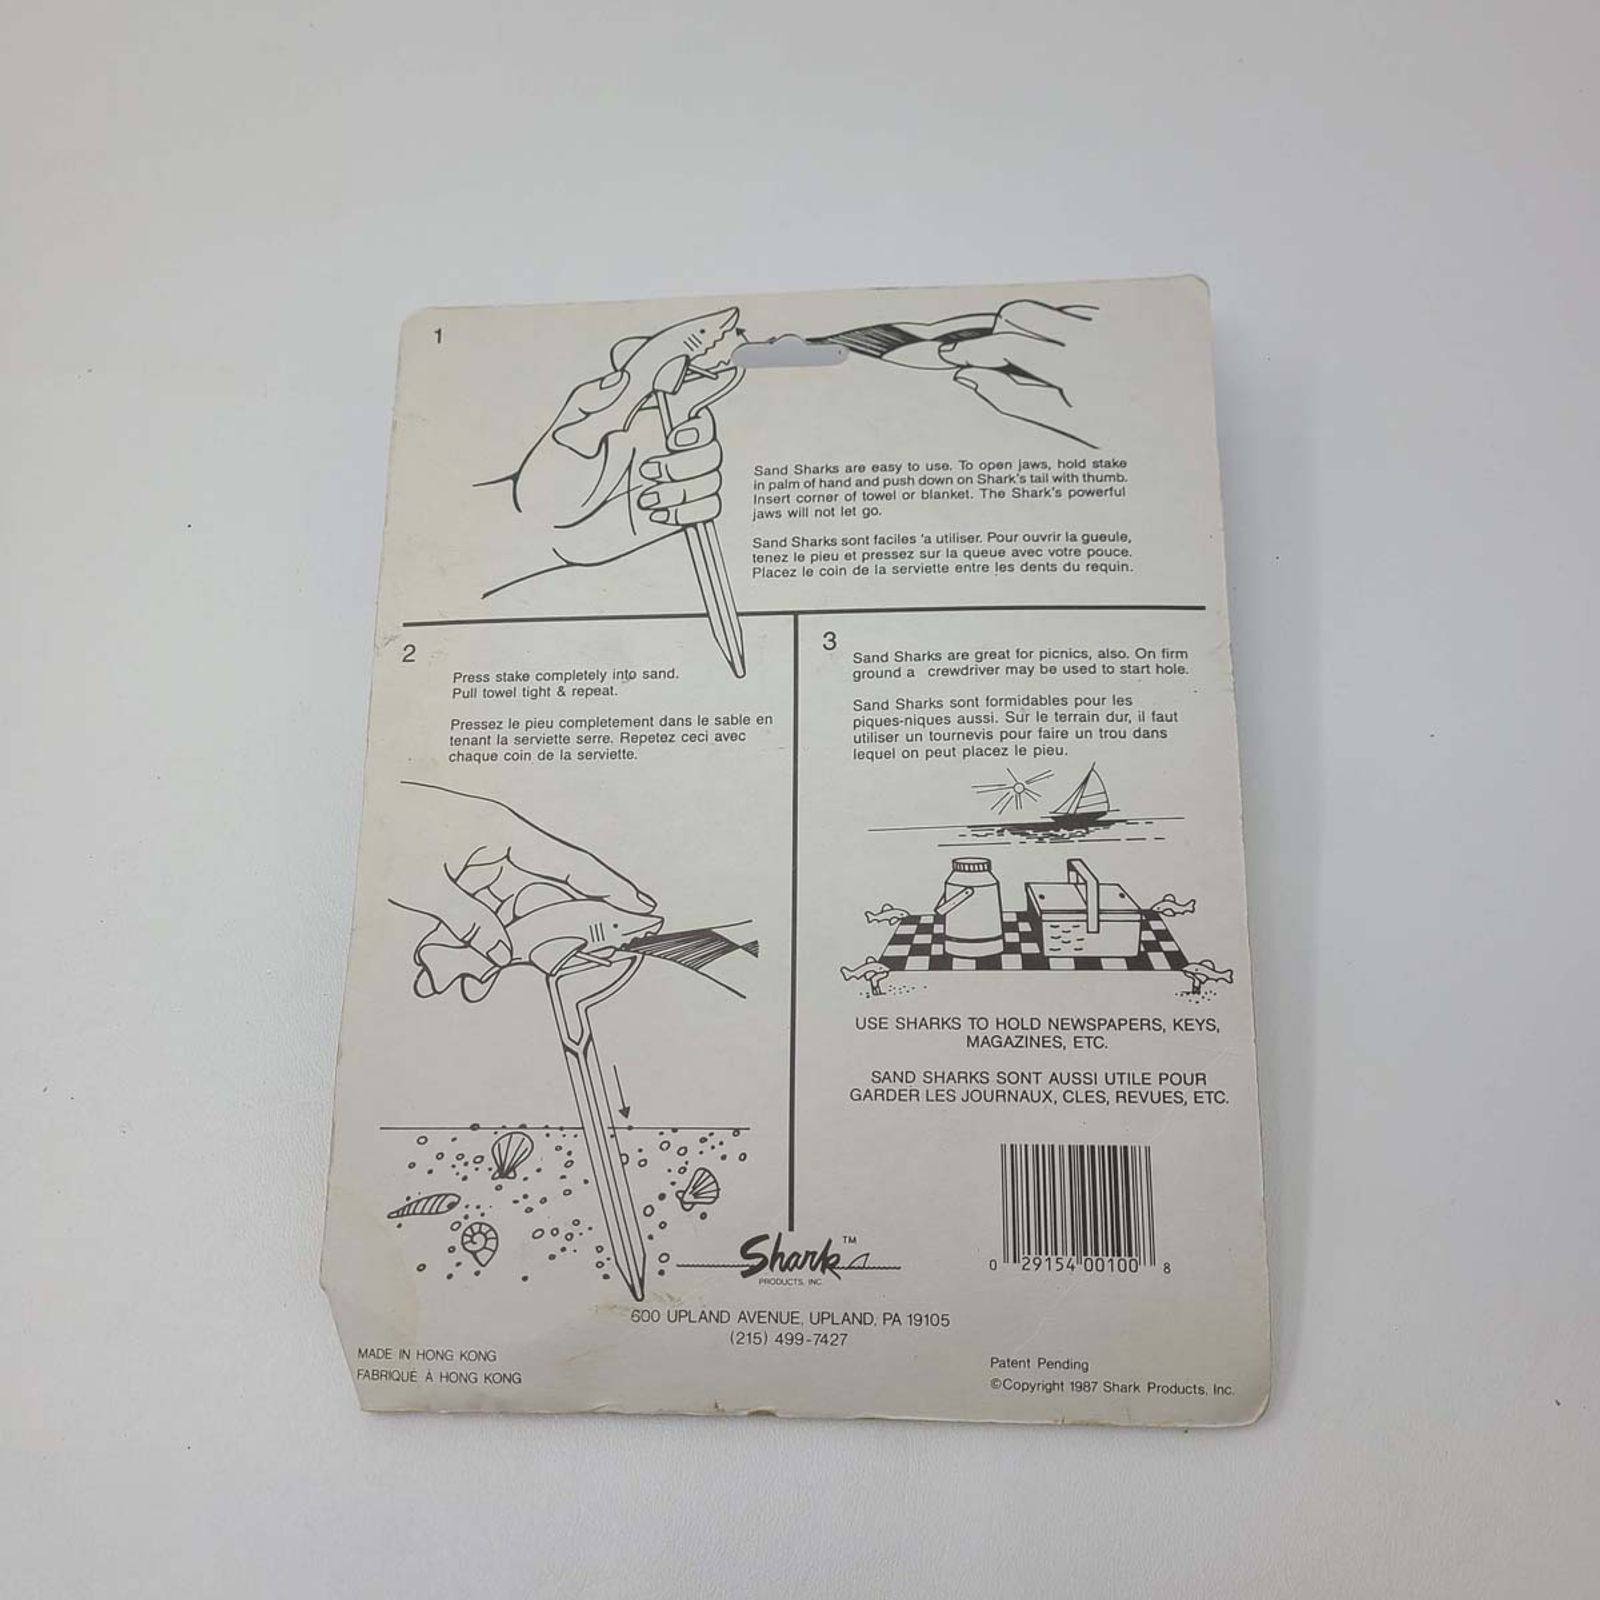 1
Sand Sharks are easy to use. To open jaws, hold stake
in palm of hand and push down on Shark's tail with thumb.
Insert corner of towel or blanket. The Shark's powerful
jaws will not let go.
Sand Sharks sont faciles 'a utiliser. Pour ouvrir la gueule,
tenez le pieu et pressez sur la queue avec votre pouce.
Placez le coin de la serviette entre les dents du requin.
2
Press stake completely into sand.
Pull towel tight & repeat.
Pressez le pieu completement dans le sable en
tenant la serviette serre. Repetez ceci avec
chaque coin de la serviette.
3
Sand Sharks are great for picnics, also. On firm
ground a crewdriver may be used to start hole.
Sand Sharks sont formidables pour les
piques-niques aussi. Sur le terrain dur, il faut
utiliser un tournevis pour faire un trou dans
lequel on peut placez le pieu.
USE SHARKS TO HOLD NEWSPAPERS, KEYS,
MAGAZINES, ETC.
SAND SHARKS SONT AUSSI UTILE POUR
GARDER LES JOURNAUX, CLES, REVUES, ETC.
0 29154 00100 8
Shark™
PRODUCTS, INC.
600 UPLAND AVENUE, UPLAND, PA 19105
(215) 499-7427
MADE IN HONG KONG
FABRIQUÉ À HONG KONG
Patent Pending
©Copyright 1987 Shark Products, Inc.